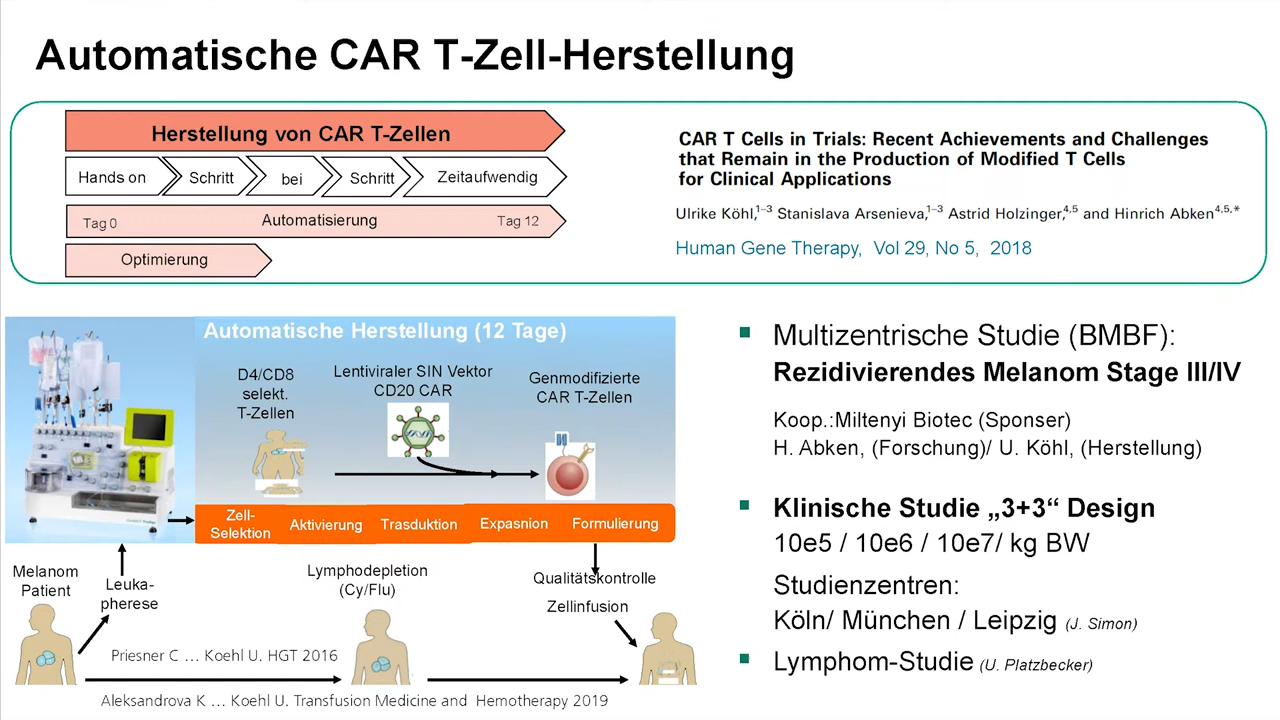 Automatische CAR T-Zell-Herstellung
Herstellung von CAR T-Zellen
Hands on Schritt bei Schritt Zeitaufwendig
Tag 0 Automatisierung Tag 12
Optimierung
CAR T Cells in Trials: Recent Achievements and Challenges
that Remain in the Production of Modified T Cells
for Clinical Applications
Ulrike Köhl,1–3 Stanislava Arsenieva,1–3 Astrid Holzinger,4,5 and Hinrich Abken4,5,*
Human Gene Therapy, Vol 29, No 5, 2018
Automatische Herstellung (12 Tage)
D4/CD8
selekt.
T-Zellen
Lentiviraler SIN Vektor
CD20 CAR
Genmodifizierte
CAR T-Zellen
Zell-
Selektion
Aktivierung
Trasduktion
Expasnion
Formulierung
Melanom
Patient
Leuka-
pherese
Lymphodepletion
(Cy/Flu)
Qualitätskontrolle
Zellinfusion
Priesner C … Koehl U. HGT 2016
Aleksandrova K … Koehl U. Transfusion Medicine and Hemotherapy 2019
Multizentrische Studie (BMBF):
Rezidivierendes Melanom Stage III/IV
Koop.:Miltenyi Biotec (Sponser)
H. Abken, (Forschung)/ U. Köhl, (Herstellung)
Klinische Studie „3+3“ Design
10e5 / 10e6 / 10e7/ kg BW
Studienzentren:
Köln/ München / Leipzig (J. Simon)
Lymphom-Studie (U. Platzbecker)